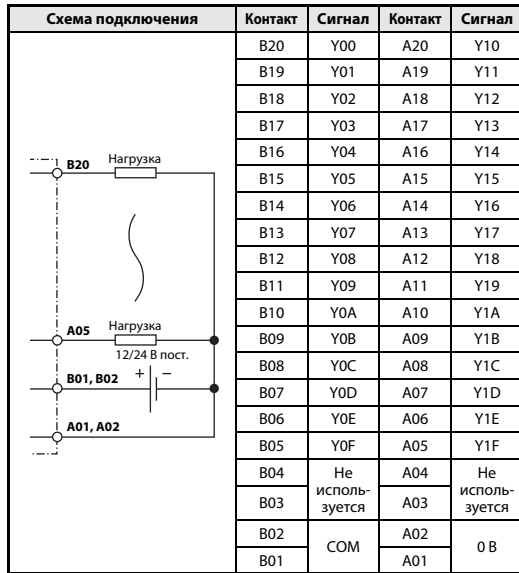 Схема подключения Контакт Сигнал Контакт Сигнал
B20 Y00 A20 Y10
B19 Y01 A19 Y11
B18 Y02 A18 Y12
B17 Y03 A17 Y13
B16 Y04 A16 Y14
B15 Y05 A15 Y15
B14 Y06 A14 Y16
B13 Y07 A13 Y17
B12 Y08 A12 Y18
B11 Y09 A11 Y19
B10 Y0A A10 Y1A
B09 Y0B A09 Y1B
B08 Y0C A08 Y1C
B07 Y0D A07 Y1D
B06 Y0E A06 Y1E
B05 Y0F A05 Y1F
B04 Не A04 Не
исполь- исполь-
B03 зуется A03 зуется
B02 COM A02 0 В
B01 A01
B20 Нагрузка
A05 Нагрузка
12/24 В пост.
+ –
B01, B02
A01, A02